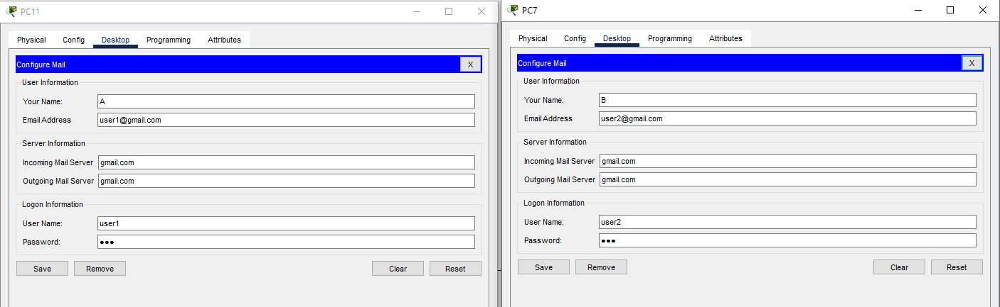 PC11
Physical Config Desktop Programming Attributes
Configure Mail X
User Information
Your Name: A
Email Address user1@gmail.com
Server Information
Incoming Mail Server gmail.com
Outgoing Mail Server gmail.com
Logon Information
User Name: user1
Password: ●●●
Save Remove Clear Reset
PC7
Physical Config Desktop Programming Attributes
Configure Mail X
User Information
Your Name: B
Email Address user2@gmail.com
Server Information
Incoming Mail Server gmail.com
Outgoing Mail Server gmail.com
Logon Information
User Name: user2
Password: ●●●
Save Remove Clear Reset